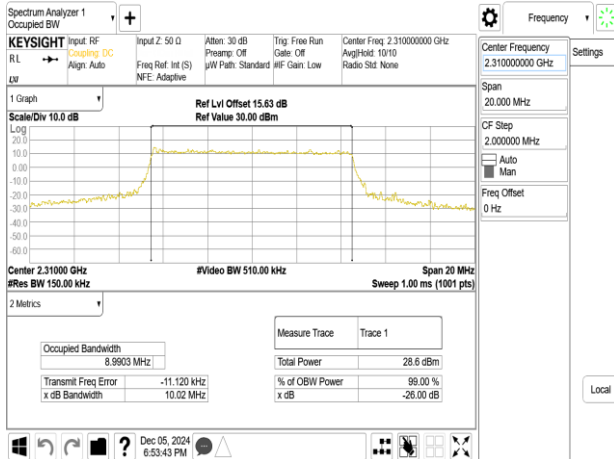 Spectrum Analyzer 1
Occupied BW
Frequency
KEYSIGHT
RL
Input: RF
Coupling: DC
Align: Auto
Input Z: 50 Ω
Freq Ref: Int (S)
NFE: Adaptive
Atten: 30 dB
Preamp: Off
µW Path: Standard
Trig: Free Run
Gate: Off
#IF Gain: Low
Center Freq: 2.310000000 GHz
Avg|Hold: 10/10
Radio Std: None
Center Frequency
2.310000000 GHz
Settings
Span
20.000 MHz
CF Step
2.000000 MHz
Auto
Man
Freq Offset
0 Hz
Local
1 Graph
Scale/Div 10.0 dB
Ref Lvl Offset 15.63 dB
Ref Value 30.00 dBm
Log
20.0
10.0
0.00
-10.0
-20.0
-30.0
-40.0
-50.0
-60.0
Center 2.31000 GHz
#Res BW 150.00 kHz
#Video BW 510.00 kHz
Span 20 MHz
Sweep 1.00 ms (1001 pts)
2 Metrics
Measure Trace
Trace 1
Occupied Bandwidth
8.9903 MHz
Total Power
28.6 dBm
Transmit Freq Error
-11.120 kHz
% of OBW Power
99.00 %
x dB Bandwidth
10.02 MHz
x dB
-26.00 dB
?
Dec 05, 2024
6:53:43 PM